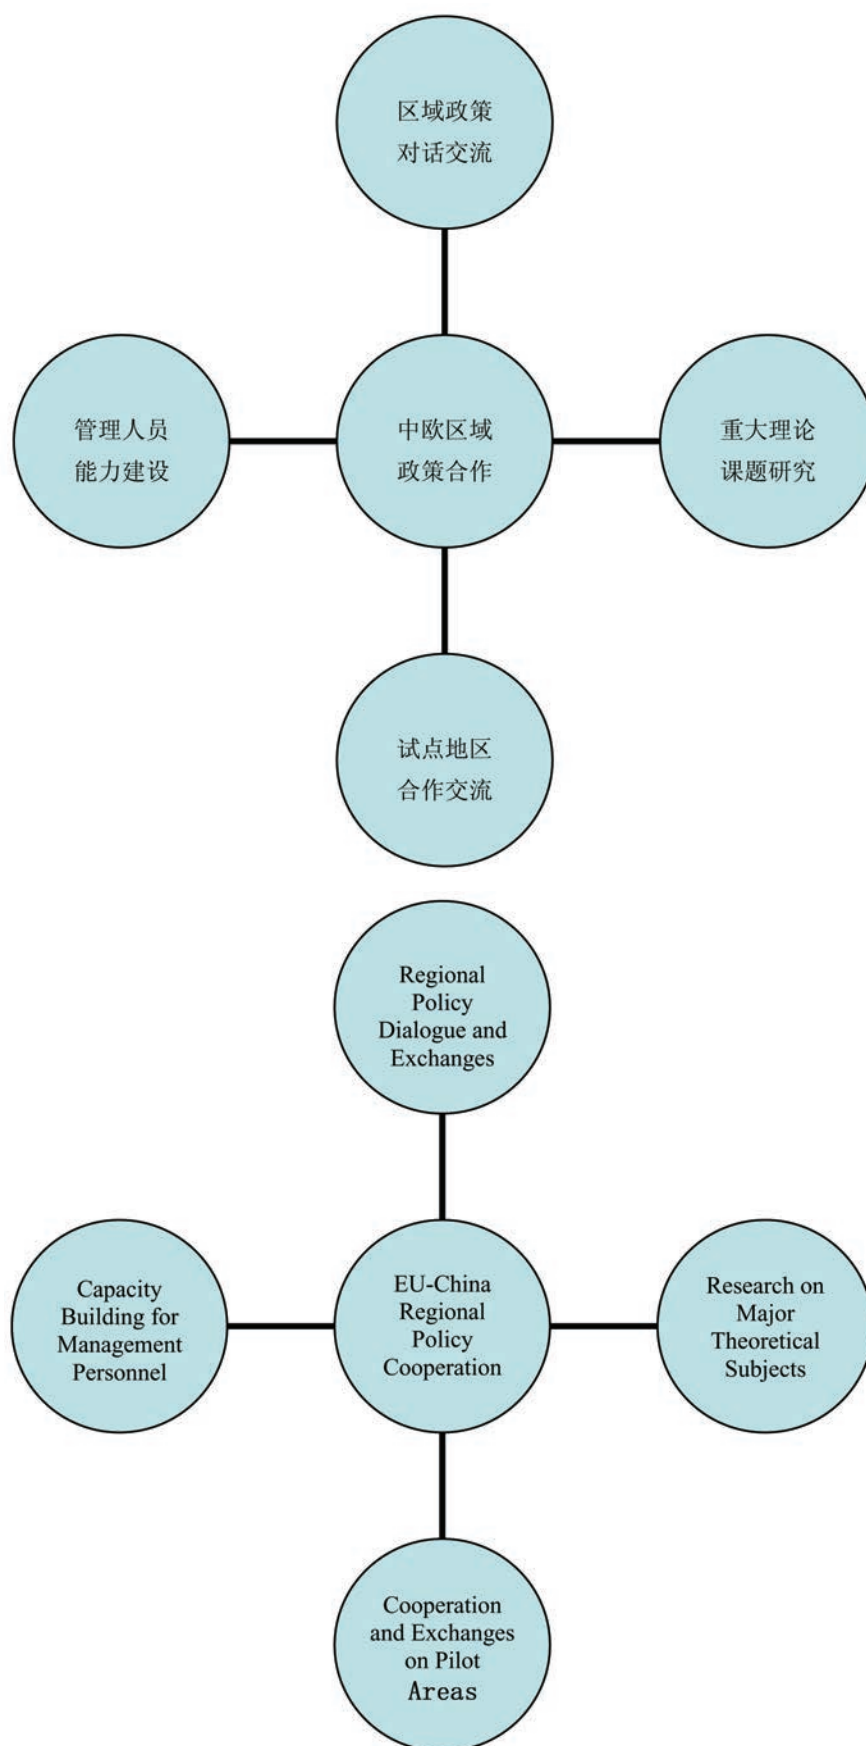 区域政策
对话交流
管理人员
能力建设
中欧区域
政策合作
重大理论
课题研究
试点地区
合作交流
Regional
Policy
Dialogue and
Exchanges
Capacity
Building for
Management
Personnel
EU-China
Regional
Policy
Cooperation
Research on
Major
Theoretical
Subjects
Cooperation
and Exchanges
on Pilot
Areas